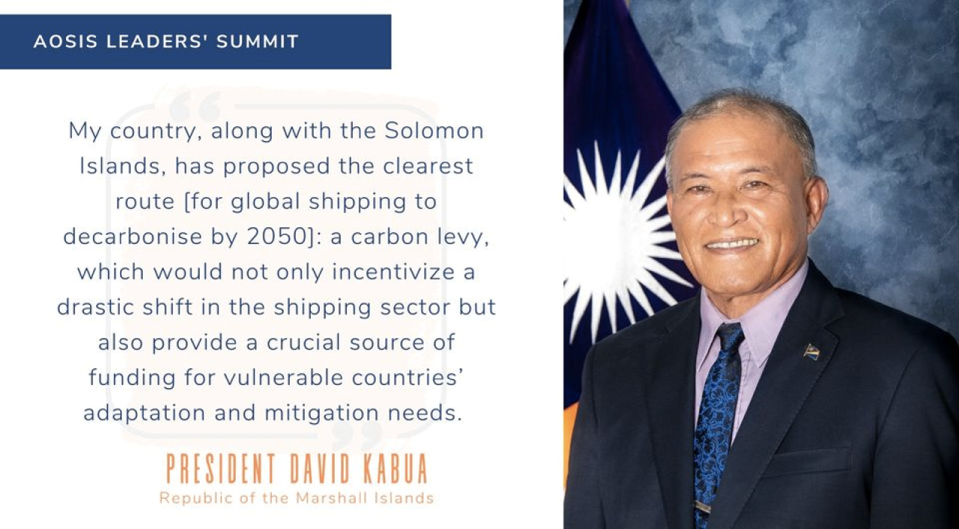 AOSIS LEADERS' SUMMIT
My country, along with the Solomon
Islands, has proposed the clearest
route [for global shipping to
decarbonise by 2050]: a carbon levy,
which would not only incentivize a
drastic shift in the shipping sector but
also provide a crucial source of
funding for vulnerable countries’
adaptation and mitigation needs.
PRESIDENT DAVID KABUA
Republic of the Marshall Islands